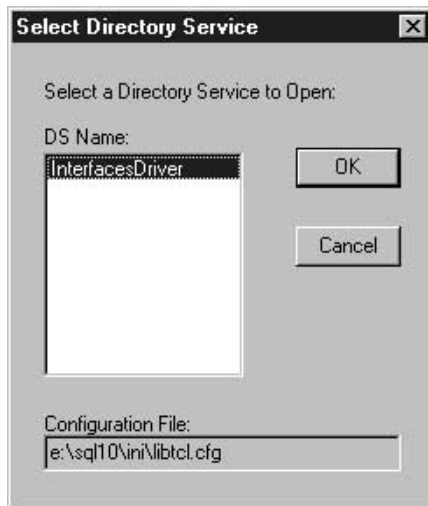 Select Directory Service
Select a Directory Service to Open:
DS Name:
InterfacesDriver
OK
Cancel
Configuration File:
e:\sql10\ini\libtcl.cfg